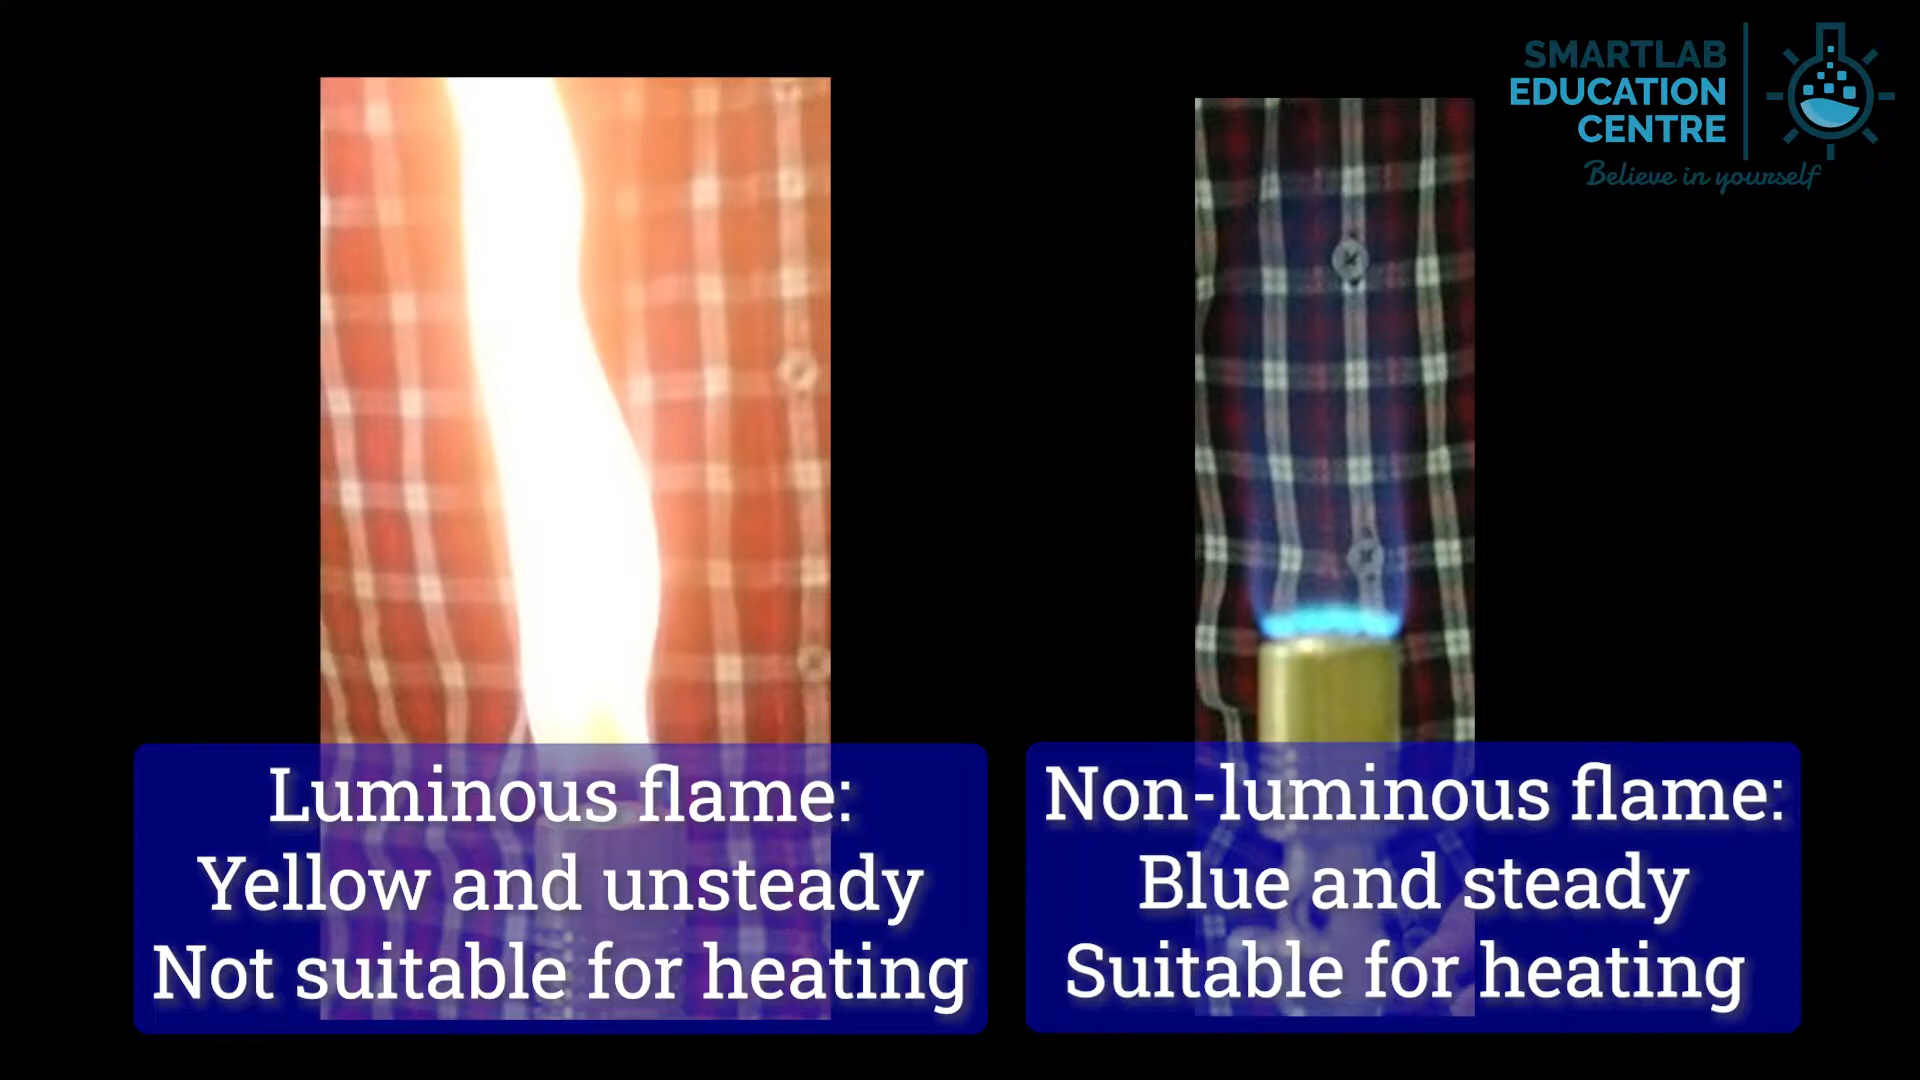 SMARTLAB
EDUCATION
CENTRE
Believe in yourself
Luminous flame:
Yellow and unsteady
Not suitable for heating
Non-luminous flame:
Blue and steady
Suitable for heating